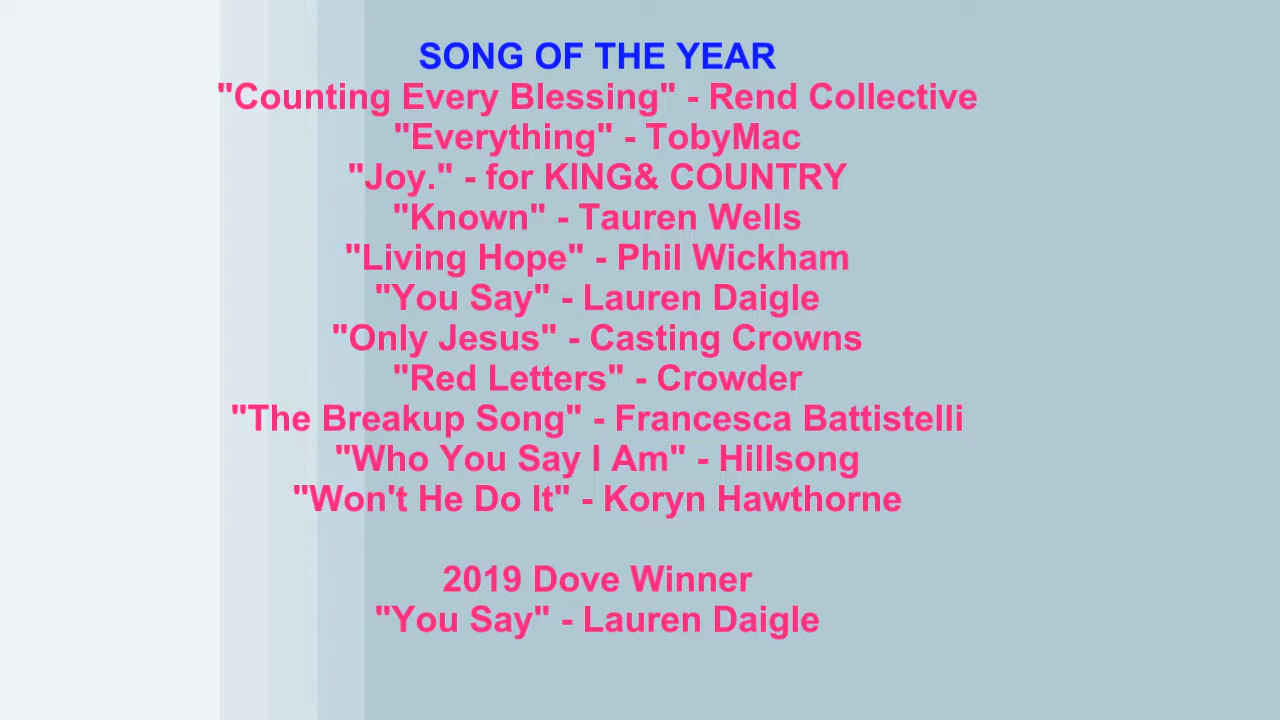 SONG OF THE YEAR
"Counting Every Blessing" - Rend Collective
"Everything" - TobyMac
"Joy." - for KING& COUNTRY
"Known" - Tauren Wells
"Living Hope" - Phil Wickham
"You Say" - Lauren Daigle
"Only Jesus" - Casting Crowns
"Red Letters" - Crowder
"The Breakup Song" - Francesca Battistelli
"Who You Say I Am" - Hillsong
"Won't He Do It" - Koryn Hawthorne
2019 Dove Winner
"You Say" - Lauren Daigle